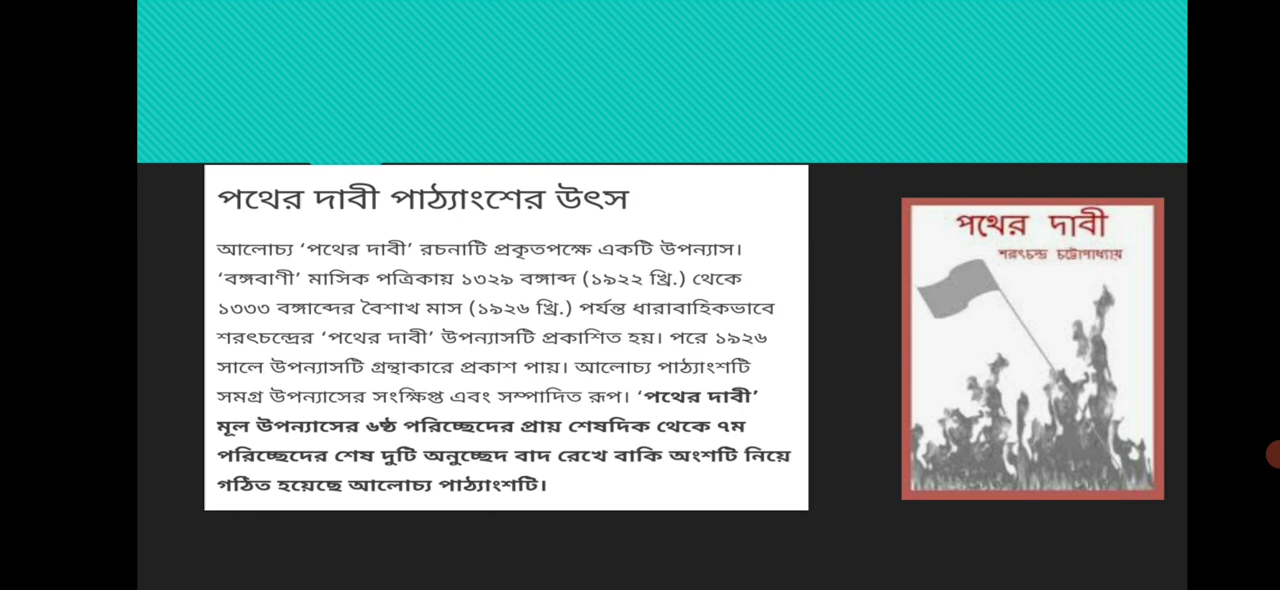 পথের দাবী পাঠ্যাংশের উৎস
আলোচ্য ‘পথের দাবী’ রচনাটি প্রকৃতপক্ষে একটি উপন্যাস।
‘বঙ্গবাণী’ মাসিক পত্রিকায় ১৩২৯ বঙ্গাব্দ (১৯২২ খ্রি.) থেকে
১৩৩৩ বঙ্গাব্দের বৈশাখ মাস (১৯২৬ খ্রি.) পর্যন্ত ধারাবাহিকভাবে
শরৎচন্দ্রের ‘পথের দাবী’ উপন্যাসটি প্রকাশিত হয়। পরে ১৯২৬
সালে উপন্যাসটি গ্রন্থাকারে প্রকাশ পায়। আলোচ্য পাঠ্যাংশটি
সমগ্র উপন্যাসের সংক্ষিপ্ত এবং সম্পাদিত রূপ। ‘পথের দাবী’
মূল উপন্যাসের ৬ষ্ঠ পরিচ্ছেদের প্রায় শেষদিক থেকে ৭ম
পরিচ্ছেদের শেষ দুটি অনুচ্ছেদ বাদ রেখে বাকি অংশটি নিয়ে
গঠিত হয়েছে আলোচ্য পাঠ্যাংশটি।
পথের দাবী
শরৎচন্দ্র চট্টোপাধ্যায়